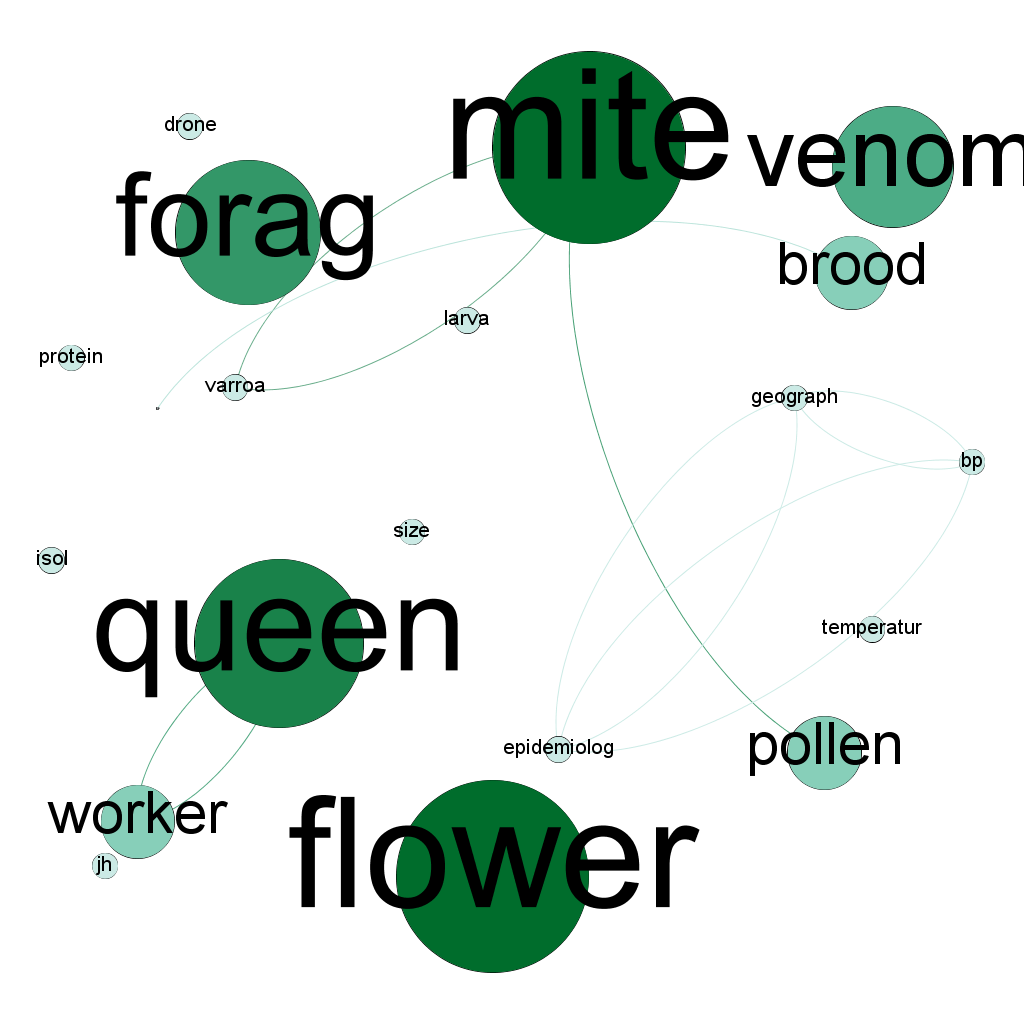 mite
drone
venom
forag
brood
larva
protein
varroa
geograph
bp
size
isol
queen
temperatur
epidemiolog
pollen
worker
flower
jh